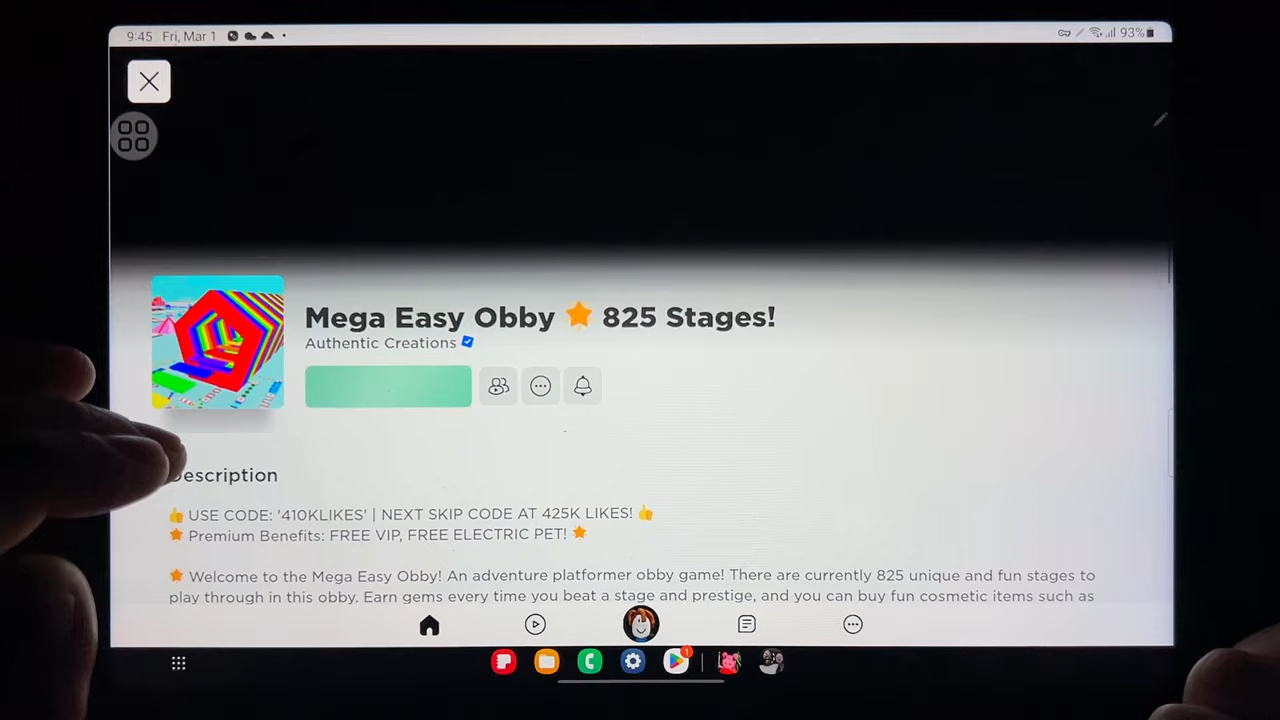 9:45 Fri, Mar 1
93%
Mega Easy Obby ⭐ 825 Stages!
Authentic Creations
Description
👍 USE CODE: '410KLIKES' | NEXT SKIP CODE AT 425K LIKES! 👍
⭐ Premium Benefits: FREE VIP, FREE ELECTRIC PET! ⭐
⭐ Welcome to the Mega Easy Obby! An adventure platformer obby game! There are currently 825 unique and fun stages to
play through in this obby. Earn gems every time you beat a stage and prestige, and you can buy fun cosmetic items such as
1